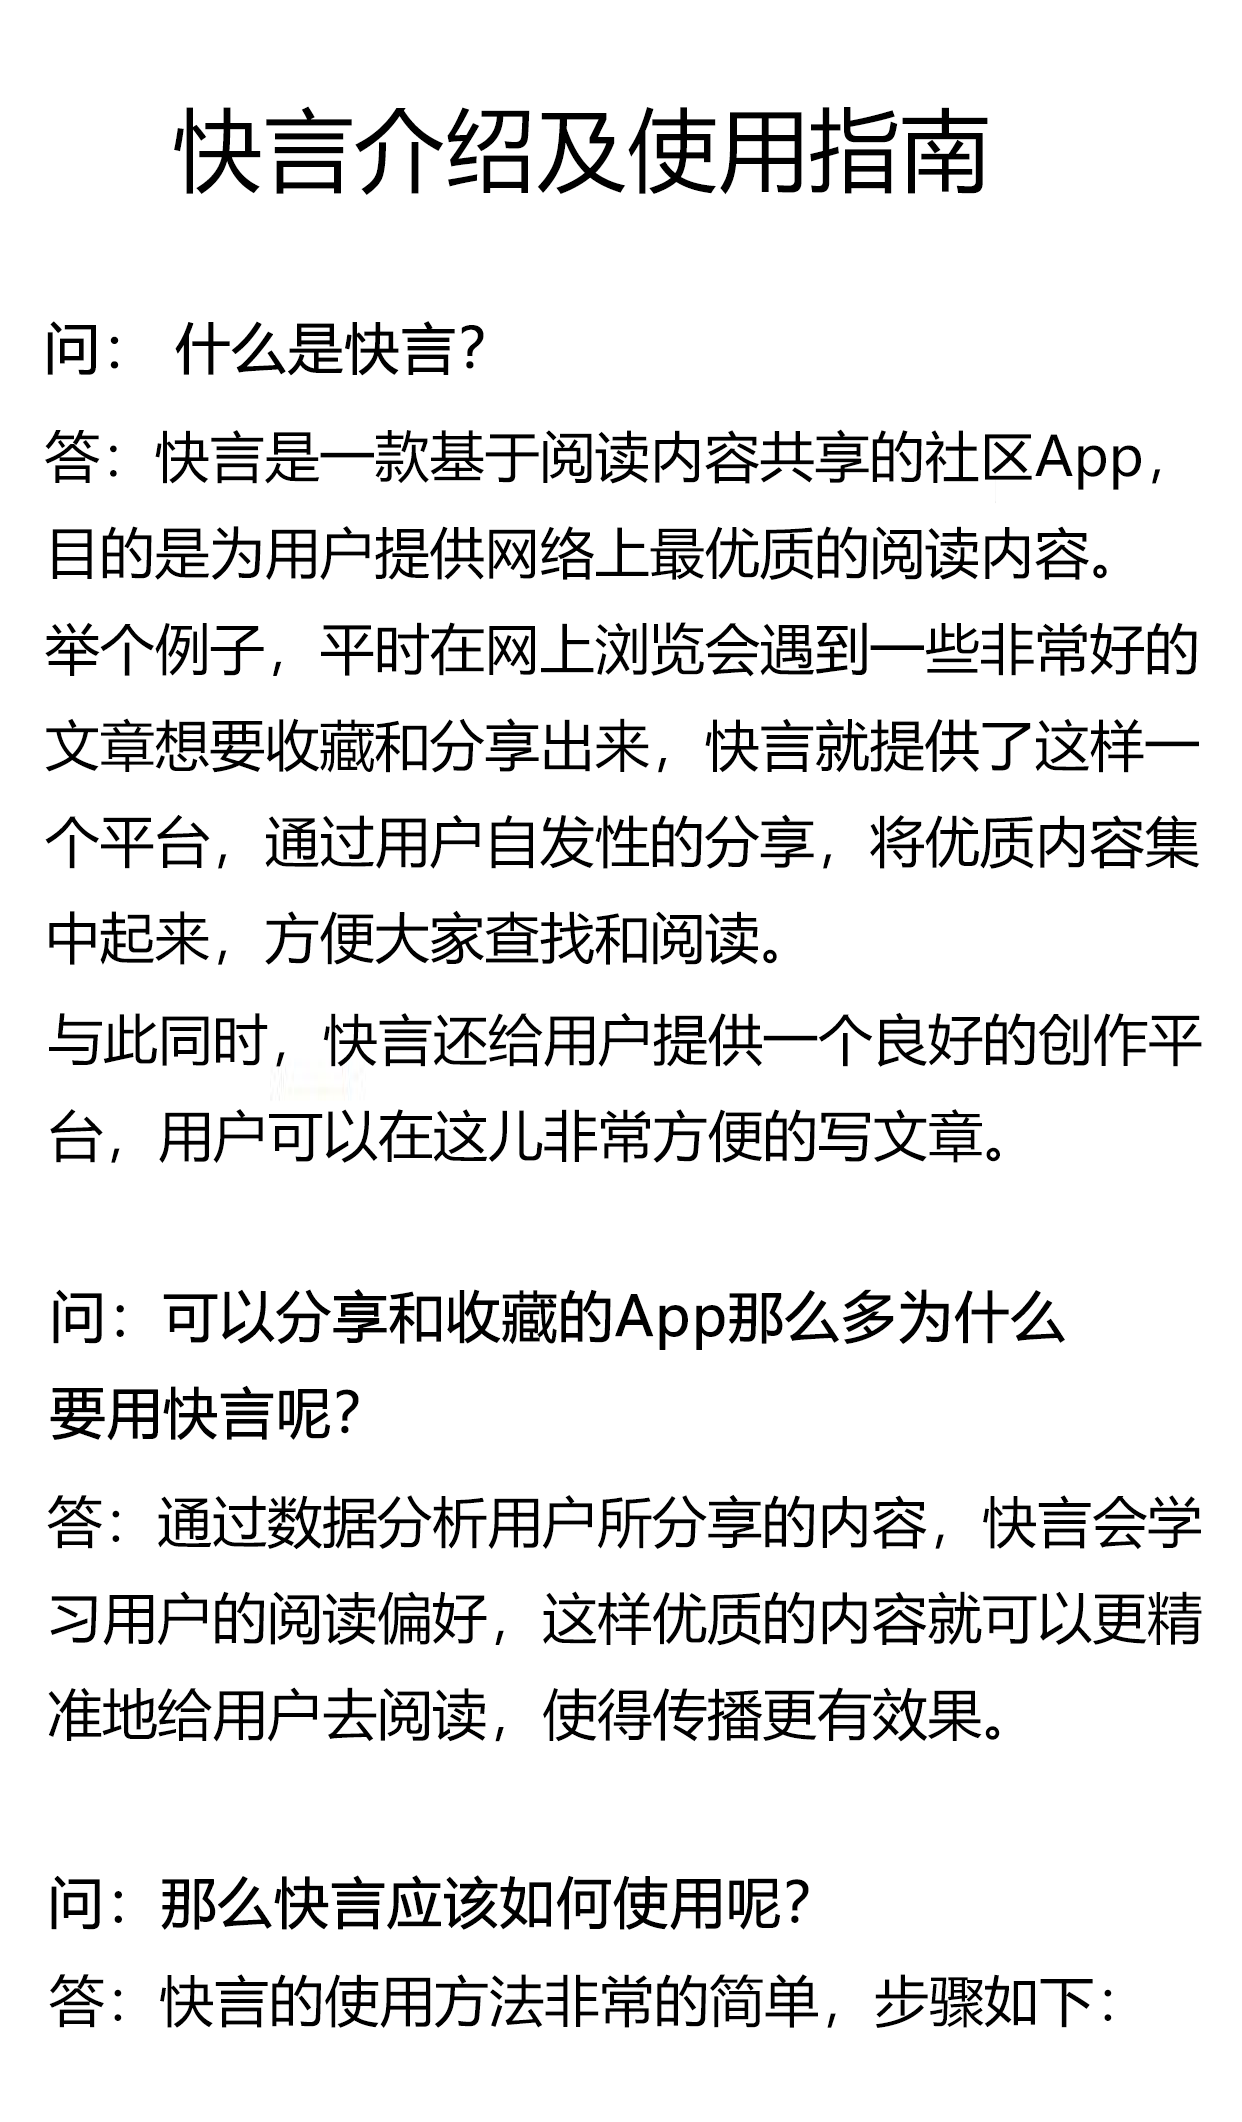 快言介绍及使用指南
问： 什么是快言？
答：快言是一款基于阅读内容共享的社区App，
目的是为用户提供网络上最优质的阅读内容。
举个例子，平时在网上浏览会遇到一些非常好的
文章想要收藏和分享出来，快言就提供了这样一
个平台，通过用户自发性的分享，将优质内容集
中起来，方便大家查找和阅读。
与此同时，快言还给用户提供一个良好的创作平
台，用户可以在这儿非常方便的写文章。
问：可以分享和收藏的App那么多为什么
要用快言呢？
答：通过数据分析用户所分享的内容，快言会学
习用户的阅读偏好，这样优质的内容就可以更精
准地给用户去阅读，使得传播更有效果。
问：那么快言应该如何使用呢？
答：快言的使用方法非常的简单，步骤如下：